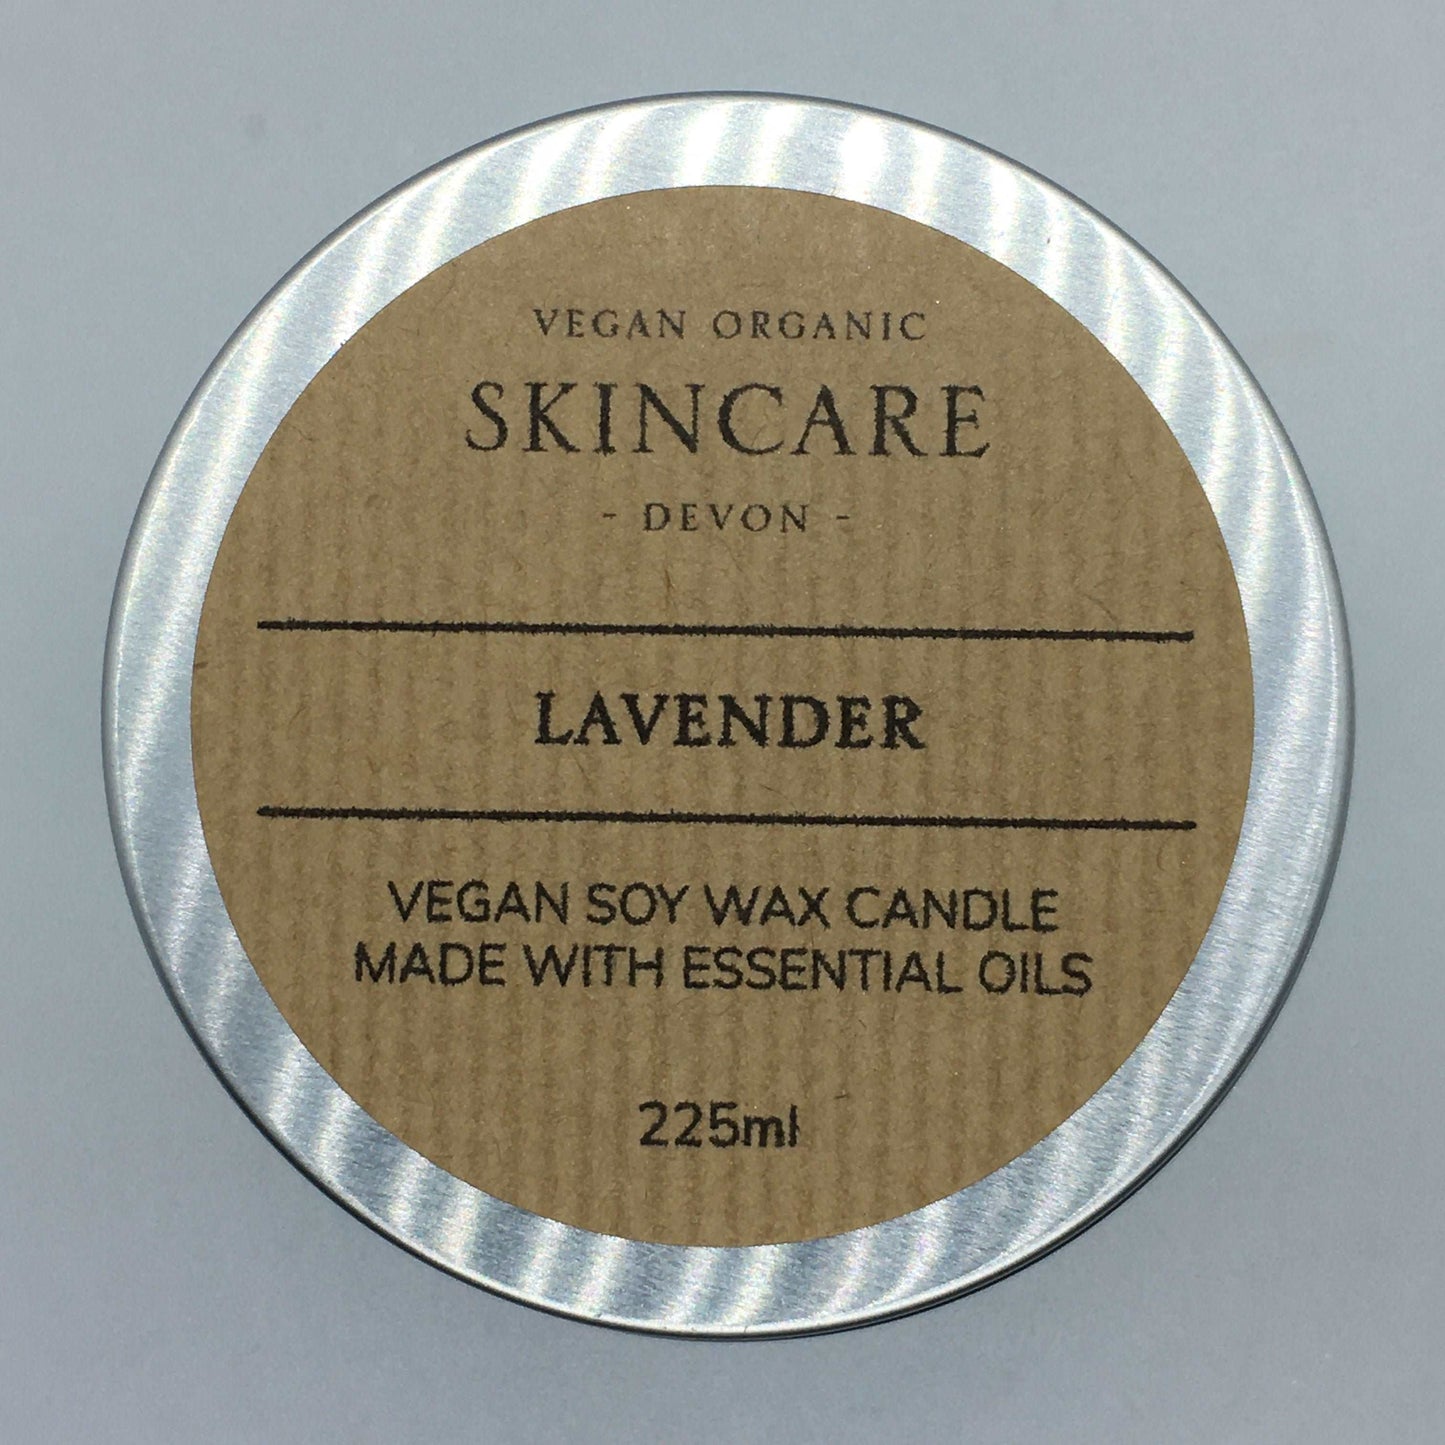 VEGAN ORGANIC
SKINCARE
- DEVON -
LAVENDER
VEGAN SOY WAX CANDLE
MADE WITH ESSENTIAL OILS
225ml